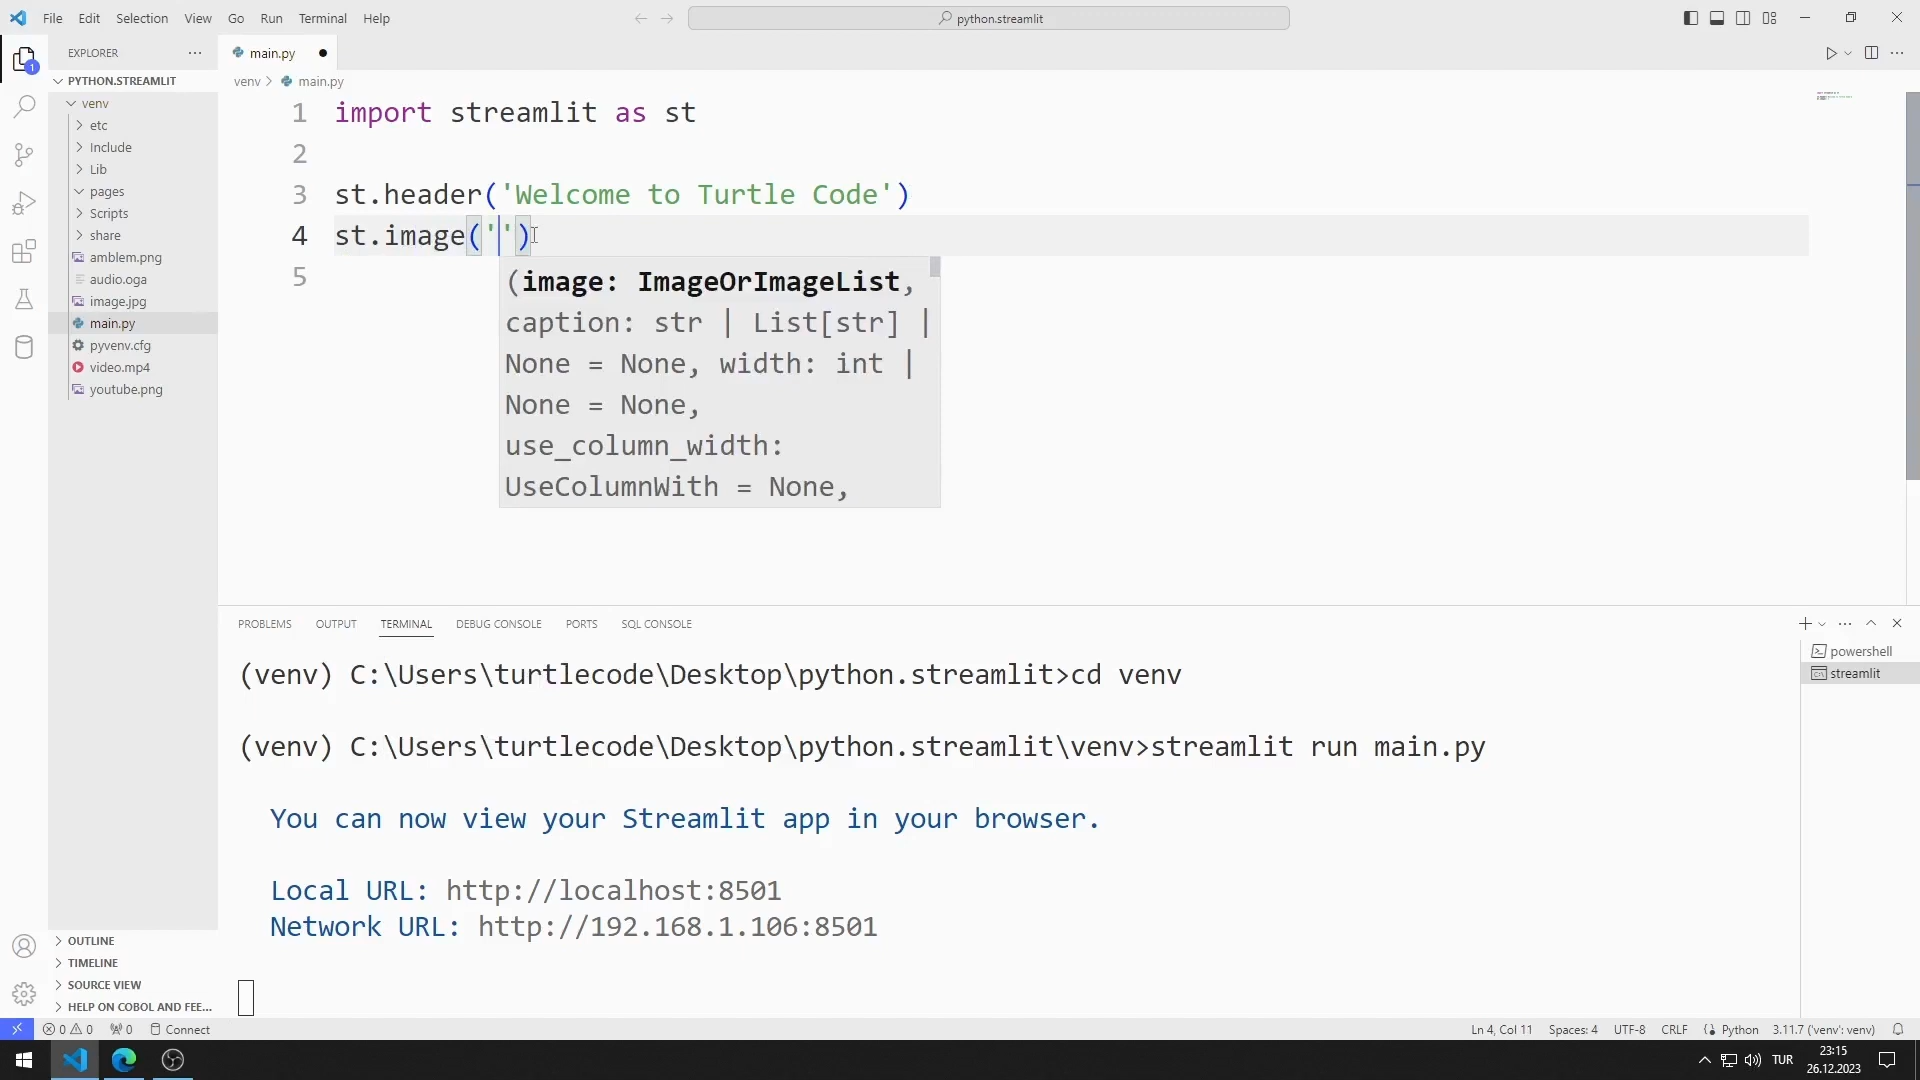 File Edit Selection View Go Run Terminal Help
python.streamlit
EXPLORER
main.py
PYTHON.STREAMLIT
venv
etc
Include
Lib
pages
Scripts
share
amblem.png
audio.oga
image.jpg
main.py
pyvenv.cfg
video.mp4
youtube.png
OUTLINE
TIMELINE
SOURCE VIEW
HELP ON COBOL AND FEE...
venv > main.py
1 import streamlit as st
2
3 st.header('Welcome to Turtle Code')
4 st.image('')
5
(image: ImageOrImageList,
caption: str | List[str] |
None = None, width: int |
None = None,
use_column_width:
UseColumnWith = None,
PROBLEMS OUTPUT TERMINAL DEBUG CONSOLE PORTS SQL CONSOLE
(venv) C:\Users\turtlecode\Desktop\python.streamlit>cd venv
(venv) C:\Users\turtlecode\Desktop\python.streamlit\venv>streamlit run main.py
You can now view your Streamlit app in your browser.
Local URL: http://localhost:8501
Network URL: http://192.168.1.106:8501
powershell
streamlit
1
0 0 0 Connect
Ln 4, Col 11 Spaces: 4 UTF-8 CRLF Python 3.11.7 ('venv': venv)
TUR
23:15
26.12.2023